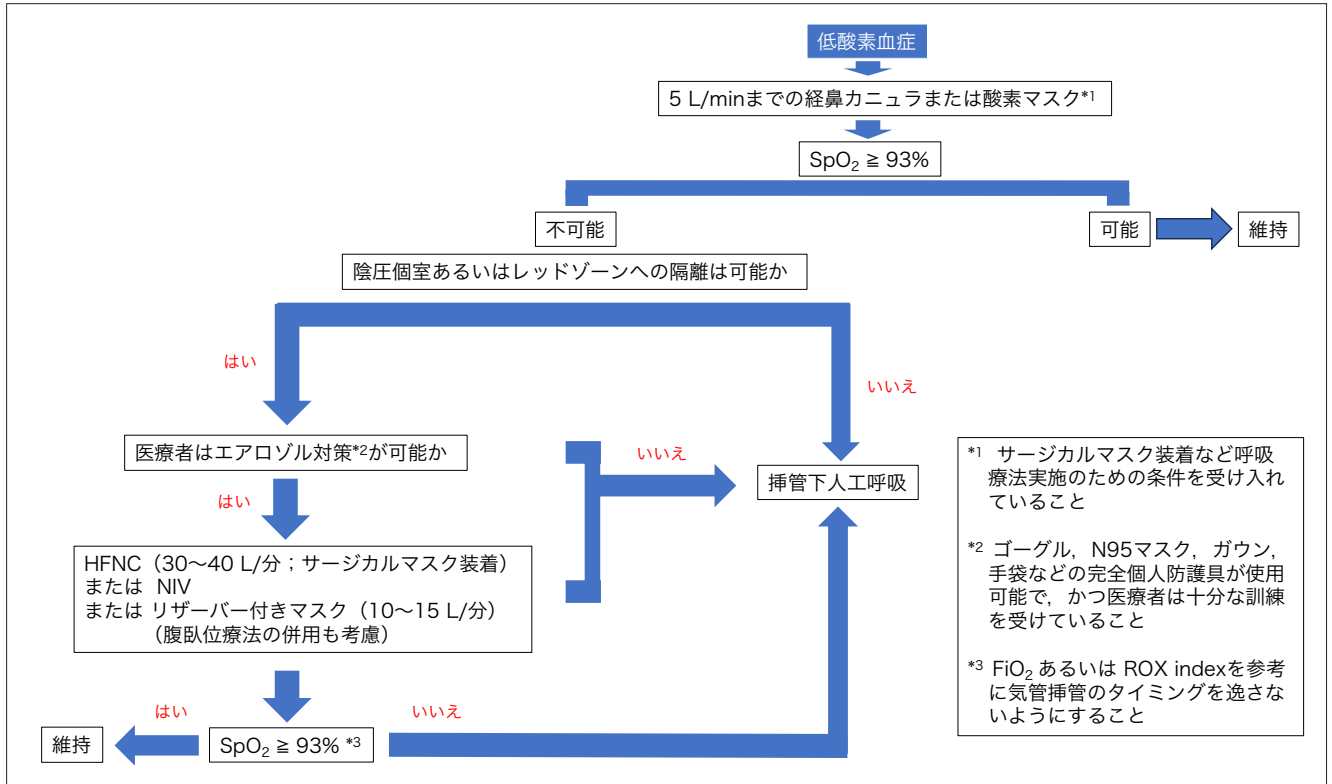 低酸素血症
5 L/minまでの経鼻カニュラまたは酸素マスク*1
SpO2 ≧ 93%
不可能
可能
維持
陰圧個室あるいはレッドゾーンへの隔離は可能か
はい
いいえ
医療者はエアロゾル対策*2が可能か
いいえ
挿管下人工呼吸
はい
HFNC（30〜40 L/分；サージカルマスク装着）
または NIV
または リザーバー付きマスク（10〜15 L/分）
（腹臥位療法の併用も考慮）
はい
いいえ
維持
SpO2 ≧ 93% *3
*1 サージカルマスク装着など呼吸
療法実施のための条件を受け入れ
ていること
*2 ゴーグル，N95マスク，ガウン，
手袋などの完全個人防護具が使用
可能で，かつ医療者は十分な訓練
を受けていること
*3 FiO2 あるいは ROX indexを参考
に気管挿管のタイミングを逸さな
いようにすること